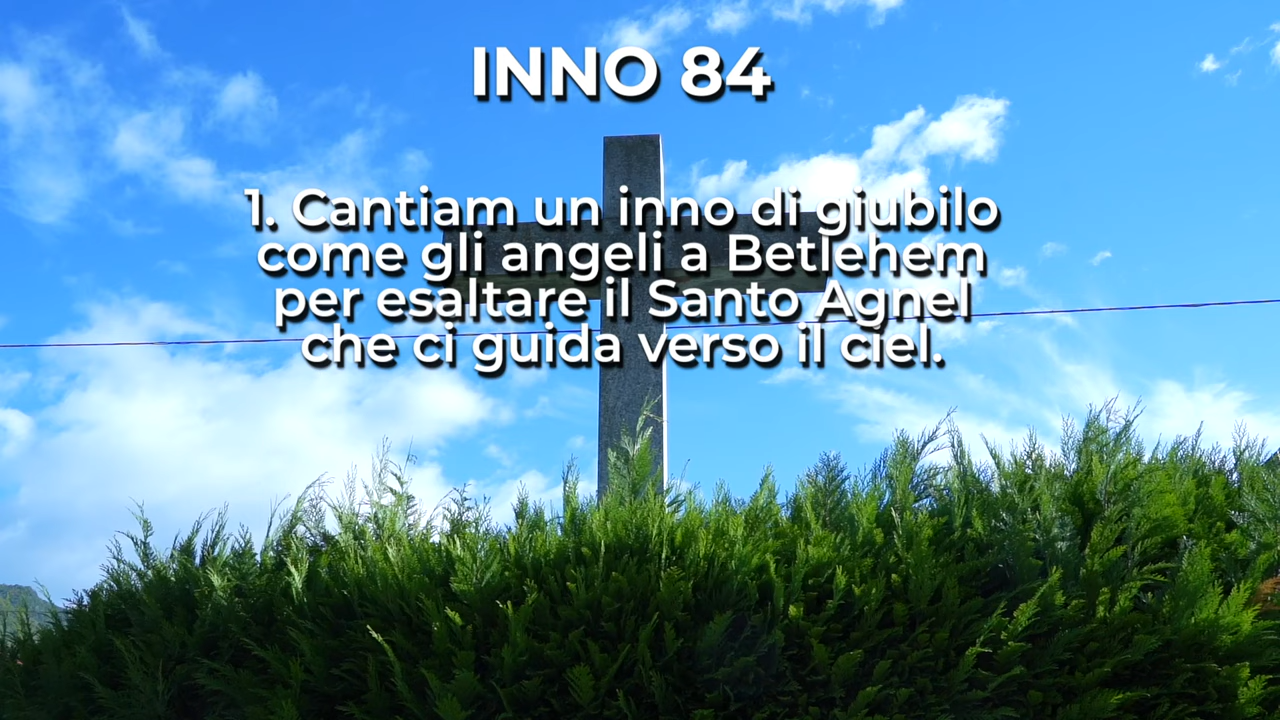 INNO 84
1. Cantiam un inno di giubilo
come gli angeli a Betlehem
per esaltare il Santo Agnel
che ci guida verso il ciel.